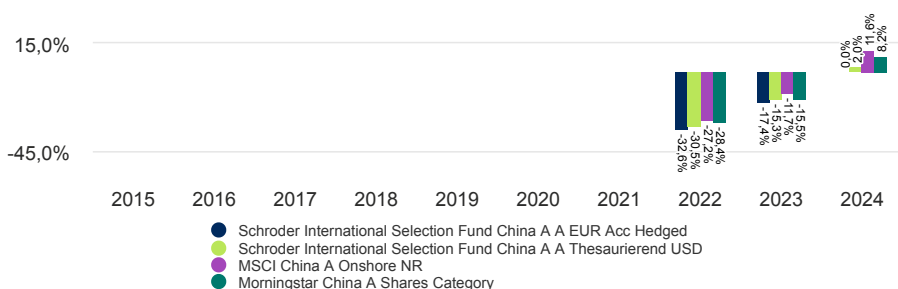 15,0%
-45,0%
0,0%
2,0%
11,6%
8,2%
-32,6%
-30,5%
-27,2%
-28,4%
-17,4%
-15,3%
-11,7%
-15,5%
2015 2016 2017 2018 2019 2020 2021 2022 2023 2024
Schroder International Selection Fund China A A EUR Acc Hedged
Schroder International Selection Fund China A A Thesaurierend USD
MSCI China A Onshore NR
Morningstar China A Shares Category